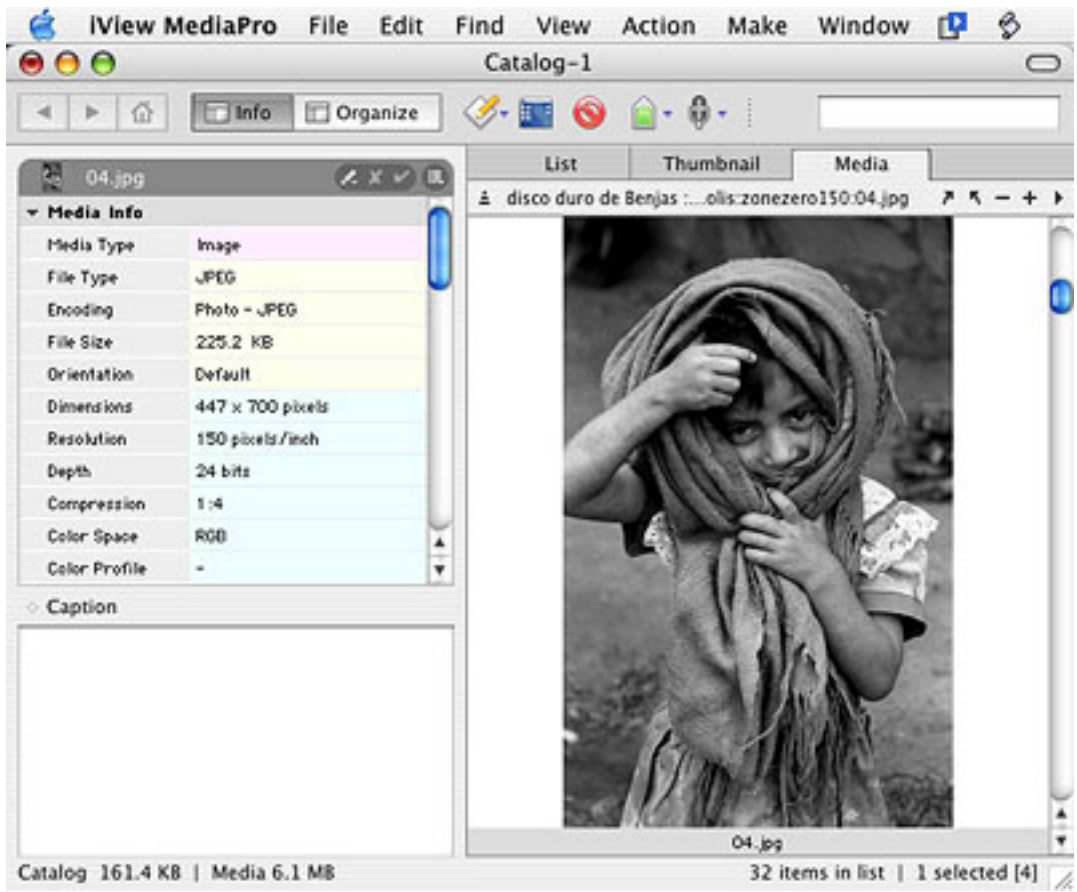 iView MediaPro File Edit Find View Action Make Window
Catalog-1
Info Organize
List Thumbnail Media
04.jpg
disco duro de Benjas :...olis:zonezero150:04.jpg
Media Info
Media Type Image
File Type JPEG
Encoding Photo - JPEG
File Size 225.2 KB
Orientation Default
Dimensions 447 x 700 pixels
Resolution 150 pixels/inch
Depth 24 bits
Compression 1:4
Color Space RGB
Color Profile -
Caption
04.jpg
Catalog 161.4 KB | Media 6.1 MB 32 items in list | 1 selected [4]